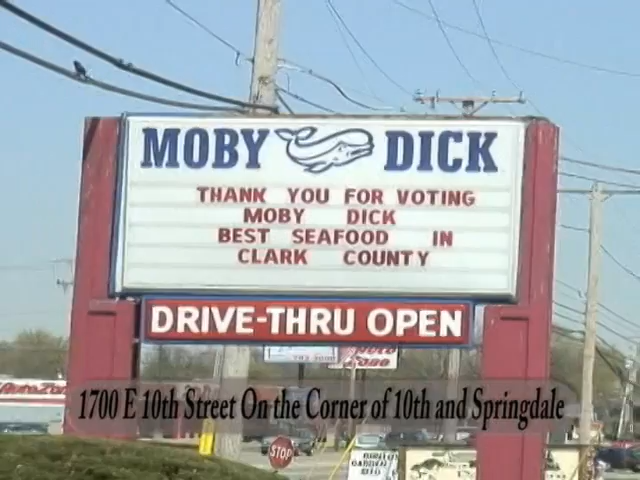 MOBY DICK
THANK YOU FOR VOTING
MOBY DICK
BEST SEAFOOD IN
CLARK COUNTY
DRIVE-THRU OPEN
AutoZon
1700 E 10th Street On the Corner of 10th and Springdale
STOP